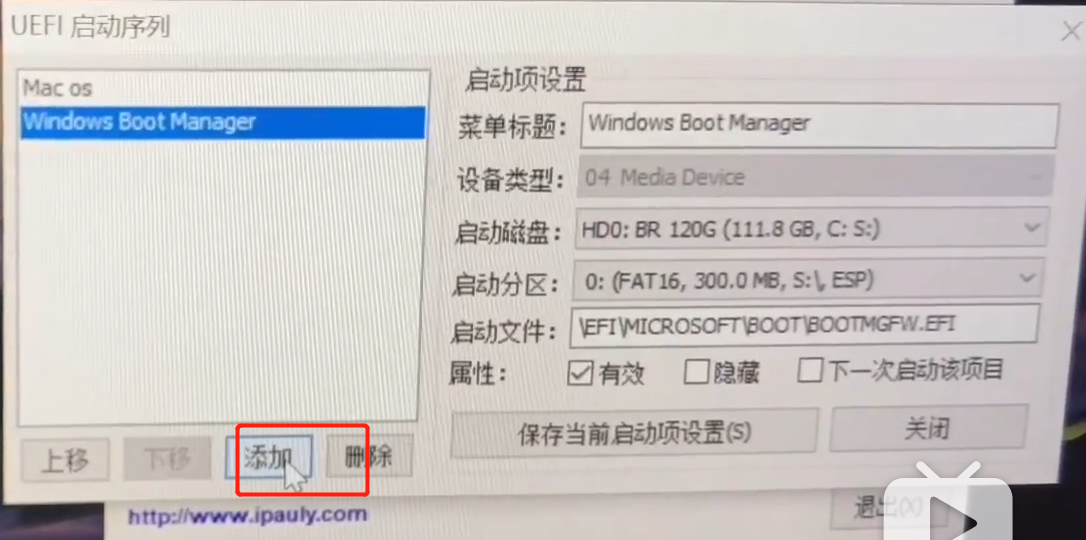 UEFI 启动序列
Mac os
Windows Boot Manager
启动项设置
菜单标题: Windows Boot Manager
设备类型: 04 Media Device
启动磁盘: HD0: BR 120G (111.8 GB, C: S:)
启动分区: 0: (FAT16, 300.0 MB, S:\, ESP)
启动文件: \EFI\MICROSOFT\BOOT\BOOTMGFW.EFI
属性: 有效 隐藏 下一次启动该项目
保存当前启动项设置(S) 关闭
上移 下移 添加 删除
http://www.ipauly.com
退出(X)